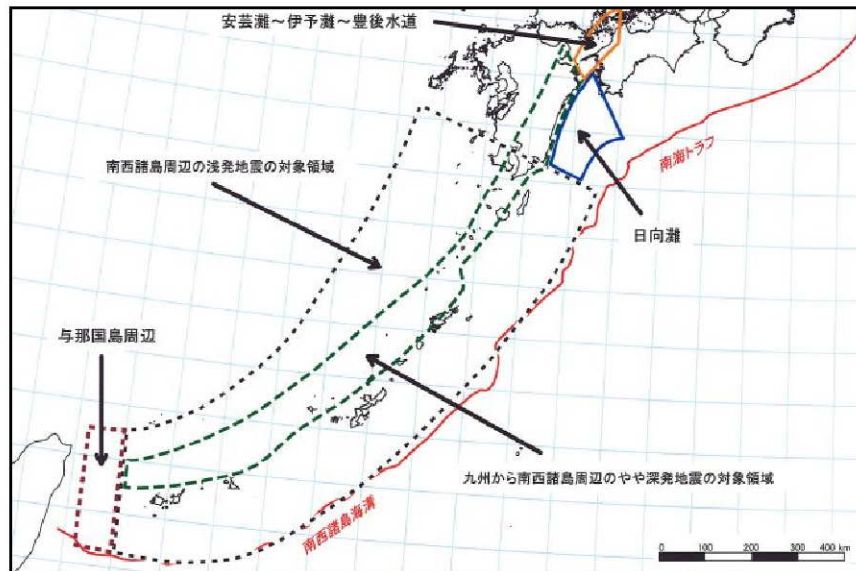 安芸灘～伊予灘～豊後水道
南西諸島周辺の浅発地震の対象領域
南海トラフ
日向灘
与那国島周辺
九州から南西諸島周辺のやや深発地震の対象領域
南西諸島海溝
0 100 200 300 400 km